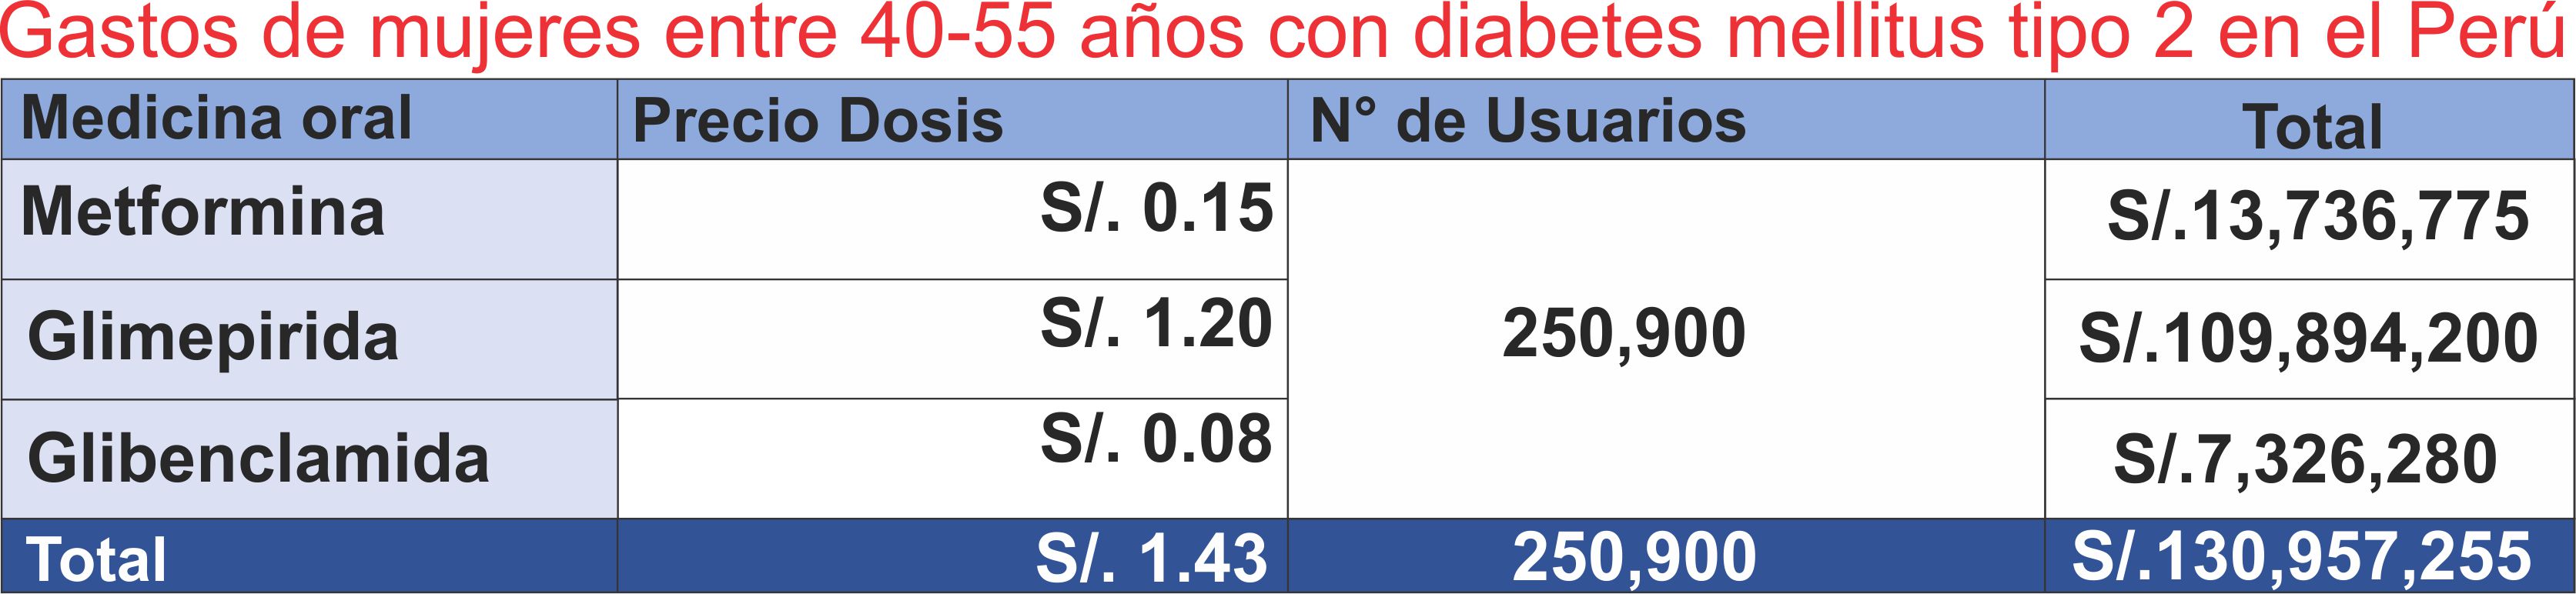 Gastos de mujeres entre 40-55 años con diabetes mellitus tipo 2 en el Perú
Medicina oral Precio Dosis N° de Usuarios Total
Metformina S/. 0.15 S/.13,736,775
Glimepirida S/. 1.20 250,900 S/.109,894,200
Glibenclamida S/. 0.08 S/.7,326,280
Total S/. 1.43 250,900 S/.130,957,255